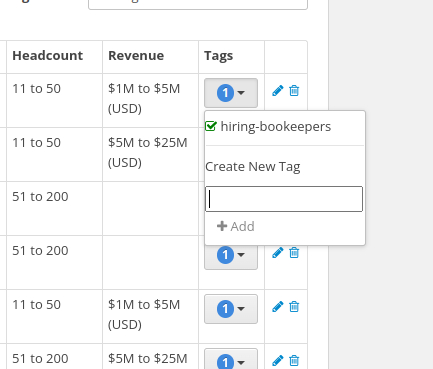 Headcount Revenue Tags
11 to 50 $1M to $5M 1
(USD)
hiring-bookeepers
11 to 50 $5M to $25M
(USD)
Create New Tag
51 to 200
Add
51 to 200 1
11 to 50 $1M to $5M 1
(USD)
51 to 200 $5M to $25M 1